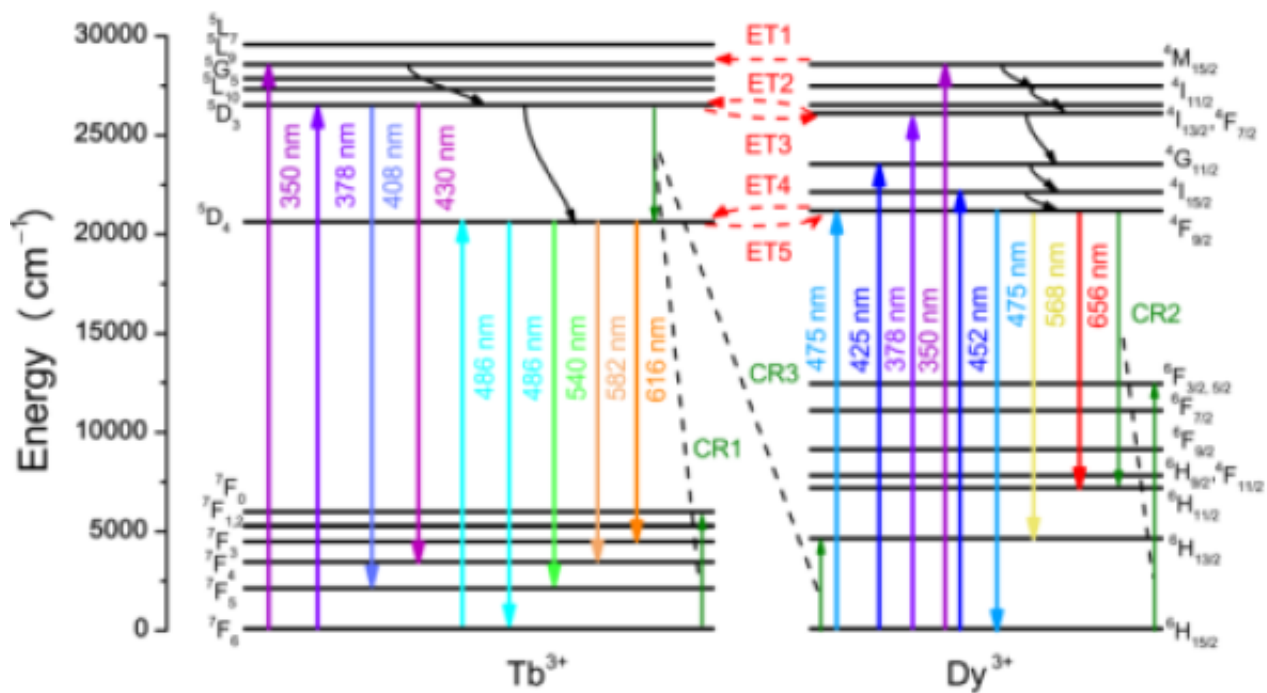 30000
25000
20000
15000
10000
5000
0
Energy (cm⁻¹)
⁵L₇
⁵L₉
⁵G₅
⁵L₁₀
⁵D₃
⁵D₄
⁷F₀
⁷F₁,₂
⁷F₃
⁷F₄
⁷F₅
⁷F₆
350 nm
378 nm
408 nm
430 nm
486 nm
486 nm
540 nm
582 nm
616 nm
CR1
Tb³⁺
ET1
ET2
ET3
ET4
ET5
CR3
475 nm
425 nm
378 nm
350 nm
452 nm
475 nm
568 nm
656 nm
CR2
⁴M₁₅/₂
⁴I₁₁/₂
⁴I₁₃/₂,⁴F₇/₂
⁴G₁₁/₂
⁴I₁₅/₂
⁴F₉/₂
⁶F₃/₂, ₅/₂
⁶F₇/₂
⁶F₉/₂
⁶H₉/₂,⁴F₁₁/₂
⁶H₁₁/₂
⁶H₁₃/₂
⁶H₁₅/₂
Dy³⁺